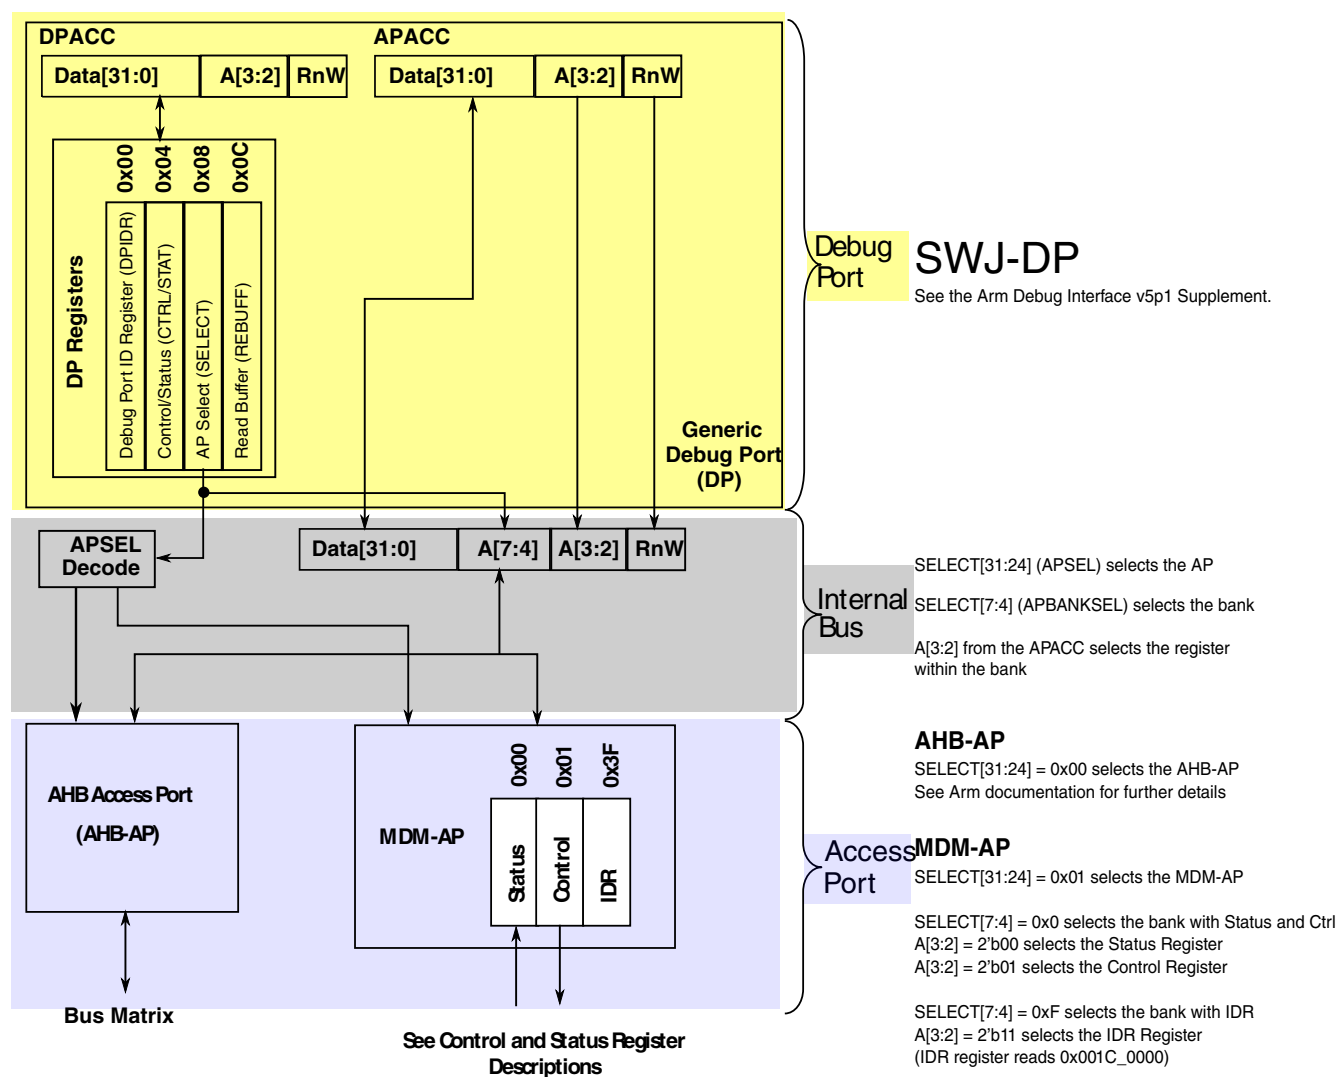 DPACC
APACC
Data[31:0] A[3:2] RnW
Data[31:0] A[3:2] RnW
0x00
0x04
0x08
0x0C
DP Registers
Debug Port ID Register (DPIDR)
Control/Status (CTRL/STAT)
AP Select (SELECT)
Read Buffer (REBUFF)
Generic
Debug Port
(DP)
Debug
Port
SWJ-DP
See the Arm Debug Interface v5p1 Supplement.
APSEL
Decode
Data[31:0] A[7:4] A[3:2] RnW
Internal
Bus
SELECT[31:24] (APSEL) selects the AP
SELECT[7:4] (APBANKSEL) selects the bank
A[3:2] from the APACC selects the register
within the bank
AHB Access Port
(AHB-AP)
Bus Matrix
MDM-AP
0x00
0x01
0x3F
Status
Control
IDR
See Control and Status Register
Descriptions
Access
Port
AHB-AP
SELECT[31:24] = 0x00 selects the AHB-AP
See Arm documentation for further details
MDM-AP
SELECT[31:24] = 0x01 selects the MDM-AP
SELECT[7:4] = 0x0 selects the bank with Status and Ctrl
A[3:2] = 2'b00 selects the Status Register
A[3:2] = 2'b01 selects the Control Register
SELECT[7:4] = 0xF selects the bank with IDR
A[3:2] = 2'b11 selects the IDR Register
(IDR register reads 0x001C_0000)